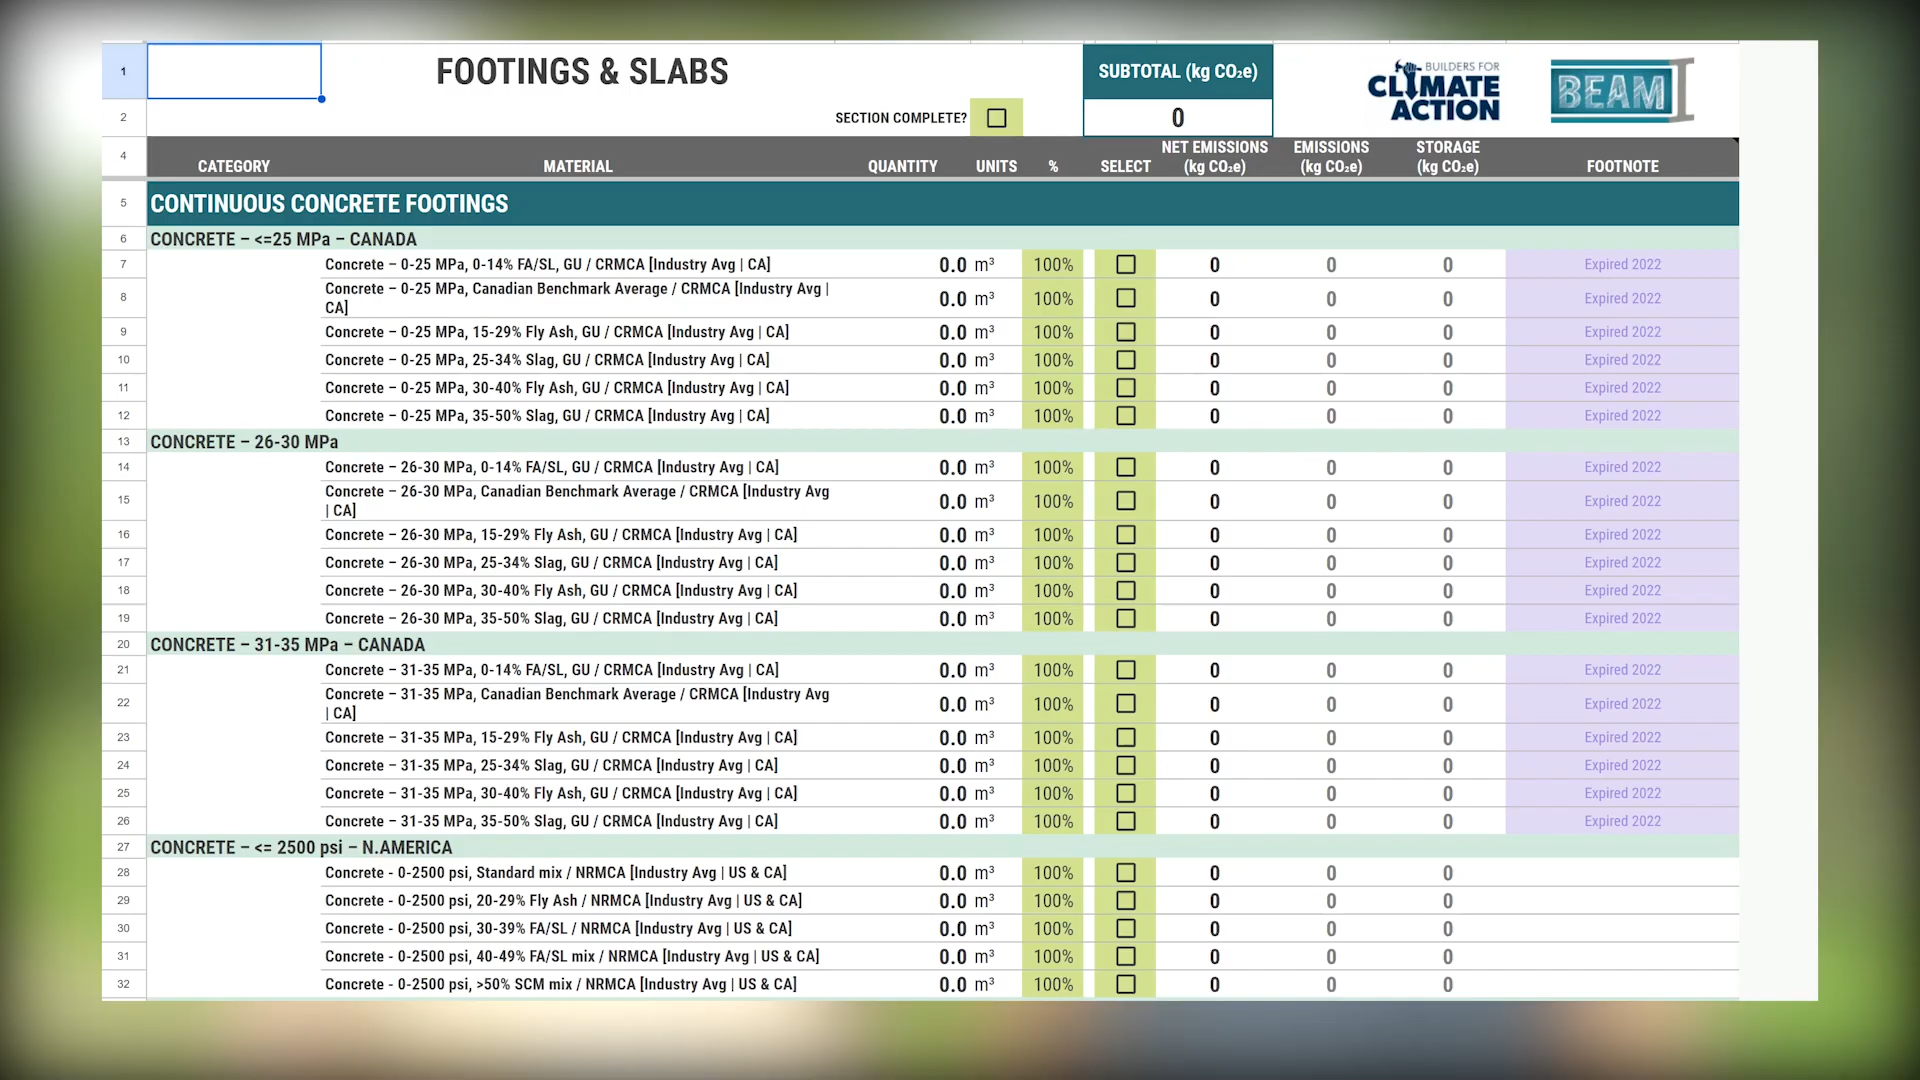 1 FOOTINGS & SLABS SUBTOTAL (kg CO₂e) BUILDERS FOR CLIMATE ACTION BEAM
2 SECTION COMPLETE? 0
4 CATEGORY MATERIAL QUANTITY UNITS % SELECT NET EMISSIONS (kg CO₂e) EMISSIONS (kg CO₂e) STORAGE (kg CO₂e) FOOTNOTE
5 CONTINUOUS CONCRETE FOOTINGS
6 CONCRETE – <=25 MPa – CANADA
7 Concrete – 0-25 MPa, 0-14% FA/SL, GU / CRMCA [Industry Avg | CA] 0.0 m³ 100% 0 0 0 Expired 2022
8 Concrete – 0-25 MPa, Canadian Benchmark Average / CRMCA [Industry Avg |
CA] 0.0 m³ 100% 0 0 0 Expired 2022
9 Concrete – 0-25 MPa, 15-29% Fly Ash, GU / CRMCA [Industry Avg | CA] 0.0 m³ 100% 0 0 0 Expired 2022
10 Concrete – 0-25 MPa, 25-34% Slag, GU / CRMCA [Industry Avg | CA] 0.0 m³ 100% 0 0 0 Expired 2022
11 Concrete – 0-25 MPa, 30-40% Fly Ash, GU / CRMCA [Industry Avg | CA] 0.0 m³ 100% 0 0 0 Expired 2022
12 Concrete – 0-25 MPa, 35-50% Slag, GU / CRMCA [Industry Avg | CA] 0.0 m³ 100% 0 0 0 Expired 2022
13 CONCRETE – 26-30 MPa
14 Concrete – 26-30 MPa, 0-14% FA/SL, GU / CRMCA [Industry Avg | CA] 0.0 m³ 100% 0 0 0 Expired 2022
15 Concrete – 26-30 MPa, Canadian Benchmark Average / CRMCA [Industry Avg
| CA] 0.0 m³ 100% 0 0 0 Expired 2022
16 Concrete – 26-30 MPa, 15-29% Fly Ash, GU / CRMCA [Industry Avg | CA] 0.0 m³ 100% 0 0 0 Expired 2022
17 Concrete – 26-30 MPa, 25-34% Slag, GU / CRMCA [Industry Avg | CA] 0.0 m³ 100% 0 0 0 Expired 2022
18 Concrete – 26-30 MPa, 30-40% Fly Ash, GU / CRMCA [Industry Avg | CA] 0.0 m³ 100% 0 0 0 Expired 2022
19 Concrete – 26-30 MPa, 35-50% Slag, GU / CRMCA [Industry Avg | CA] 0.0 m³ 100% 0 0 0 Expired 2022
20 CONCRETE – 31-35 MPa – CANADA
21 Concrete – 31-35 MPa, 0-14% FA/SL, GU / CRMCA [Industry Avg | CA] 0.0 m³ 100% 0 0 0 Expired 2022
22 Concrete – 31-35 MPa, Canadian Benchmark Average / CRMCA [Industry Avg
| CA] 0.0 m³ 100% 0 0 0 Expired 2022
23 Concrete – 31-35 MPa, 15-29% Fly Ash, GU / CRMCA [Industry Avg | CA] 0.0 m³ 100% 0 0 0 Expired 2022
24 Concrete – 31-35 MPa, 25-34% Slag, GU / CRMCA [Industry Avg | CA] 0.0 m³ 100% 0 0 0 Expired 2022
25 Concrete – 31-35 MPa, 30-40% Fly Ash, GU / CRMCA [Industry Avg | CA] 0.0 m³ 100% 0 0 0 Expired 2022
26 Concrete – 31-35 MPa, 35-50% Slag, GU / CRMCA [Industry Avg | CA] 0.0 m³ 100% 0 0 0 Expired 2022
27 CONCRETE – <= 2500 psi – N.AMERICA
28 Concrete - 0-2500 psi, Standard mix / NRMCA [Industry Avg | US & CA] 0.0 m³ 100% 0 0 0
29 Concrete - 0-2500 psi, 20-29% Fly Ash / NRMCA [Industry Avg | US & CA] 0.0 m³ 100% 0 0 0
30 Concrete - 0-2500 psi, 30-39% FA/SL / NRMCA [Industry Avg | US & CA] 0.0 m³ 100% 0 0 0
31 Concrete - 0-2500 psi, 40-49% FA/SL mix / NRMCA [Industry Avg | US & CA] 0.0 m³ 100% 0 0 0
32 Concrete - 0-2500 psi, >50% SCM mix / NRMCA [Industry Avg | US & CA] 0.0 m³ 100% 0 0 0